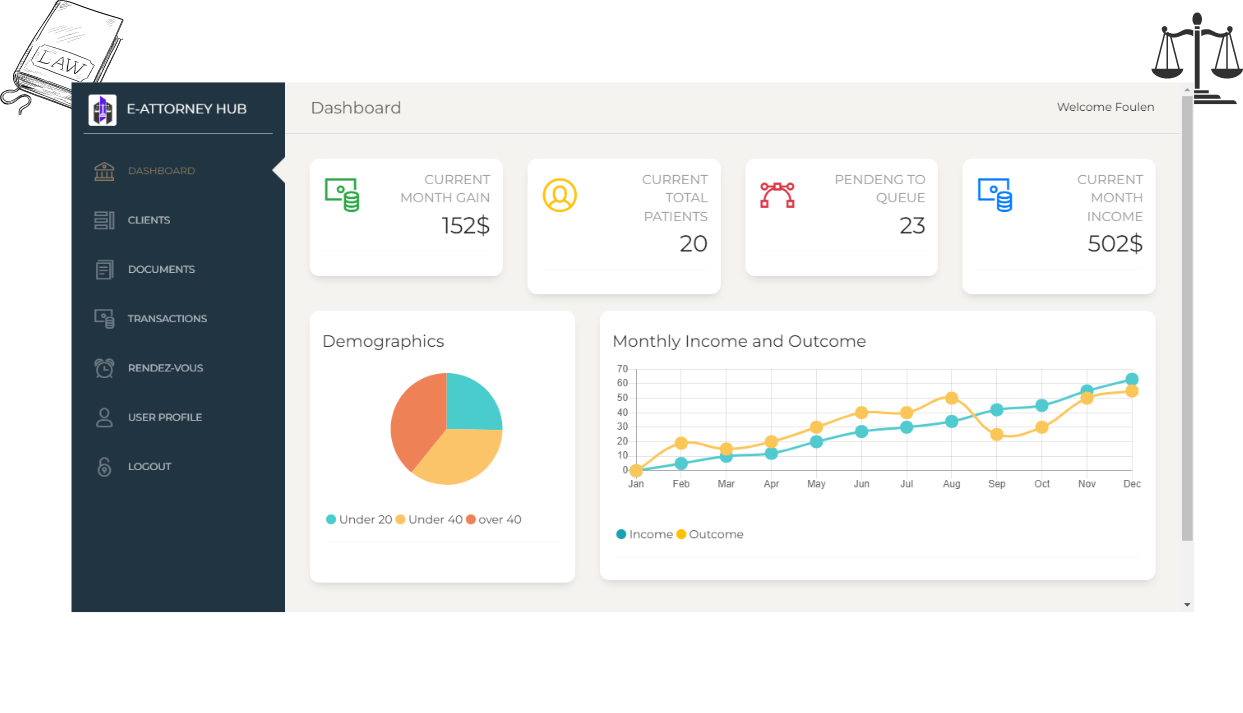 LAW
E-ATTORNEY HUB
Dashboard
Welcome Foulen
DASHBOARD
CLIENTS
DOCUMENTS
TRANSACTIONS
RENDEZ-VOUS
USER PROFILE
LOGOUT
CURRENT
MONTH GAIN
152$
CURRENT
TOTAL
PATIENTS
20
PENDENG TO
QUEUE
23
CURRENT
MONTH
INCOME
502$
Demographics
Under 20 Under 40 over 40
Monthly Income and Outcome
70
60
50
40
30
20
10
0
Jan Feb Mar Apr May Jun Jul Aug Sep Oct Nov Dec
Income Outcome